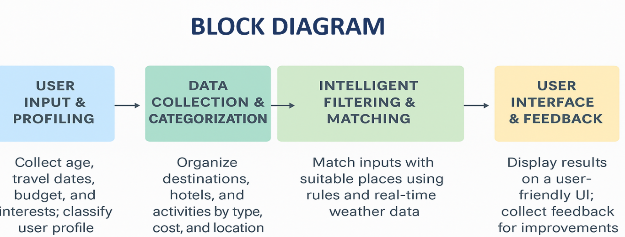 BLOCK DIAGRAM
USER
INPUT &
PROFILING
DATA
COLLECTION &
CATEGORIZATION
INTELLIGENT
FILTERING &
MATCHING
USER
INTERFACE
& FEEDBACK
Collect age,
travel dates,
budget, and
interests; classify
user profile
Organize
destinations,
hotels, and
activities by type,
cost, and location
Match inputs with
suitable places using
rules and real-time
weather data
Display results
on a user-
friendly UI;
collect feedback
for improvements